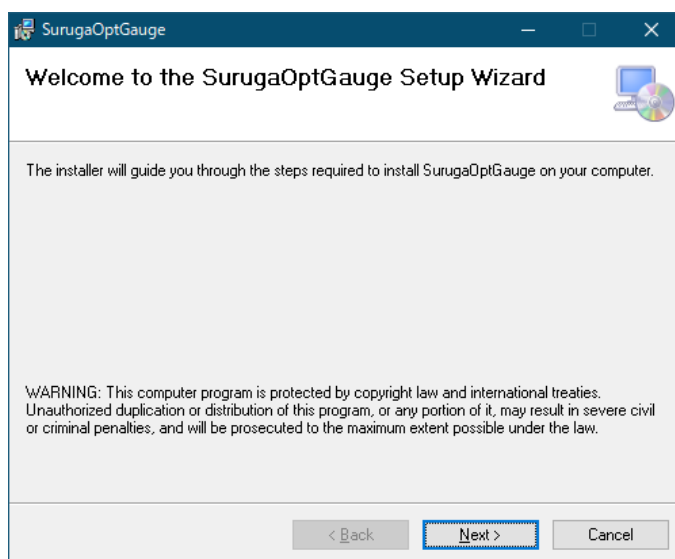 SurugaOptGauge
Welcome to the SurugaOptGauge Setup Wizard
The installer will guide you through the steps required to install SurugaOptGauge on your computer.
WARNING: This computer program is protected by copyright law and international treaties.
Unauthorized duplication or distribution of this program, or any portion of it, may result in severe civil
or criminal penalties, and will be prosecuted to the maximum extent possible under the law.
< Back
Next >
Cancel